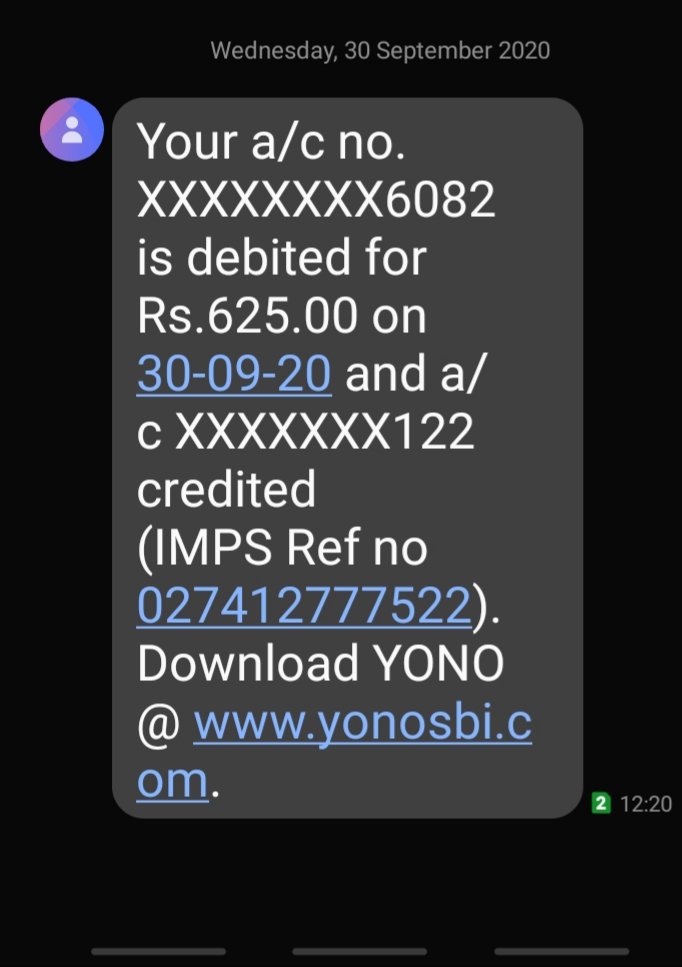 Wednesday, 30 September 2020
Your a/c no.
XXXXXXXX6082
is debited for
Rs.625.00 on
30-09-20 and a/
c XXXXXXX122
credited
(IMPS Ref no
027412777522).
Download YONO
@ www.yonosbi.c
om.
2 12:20